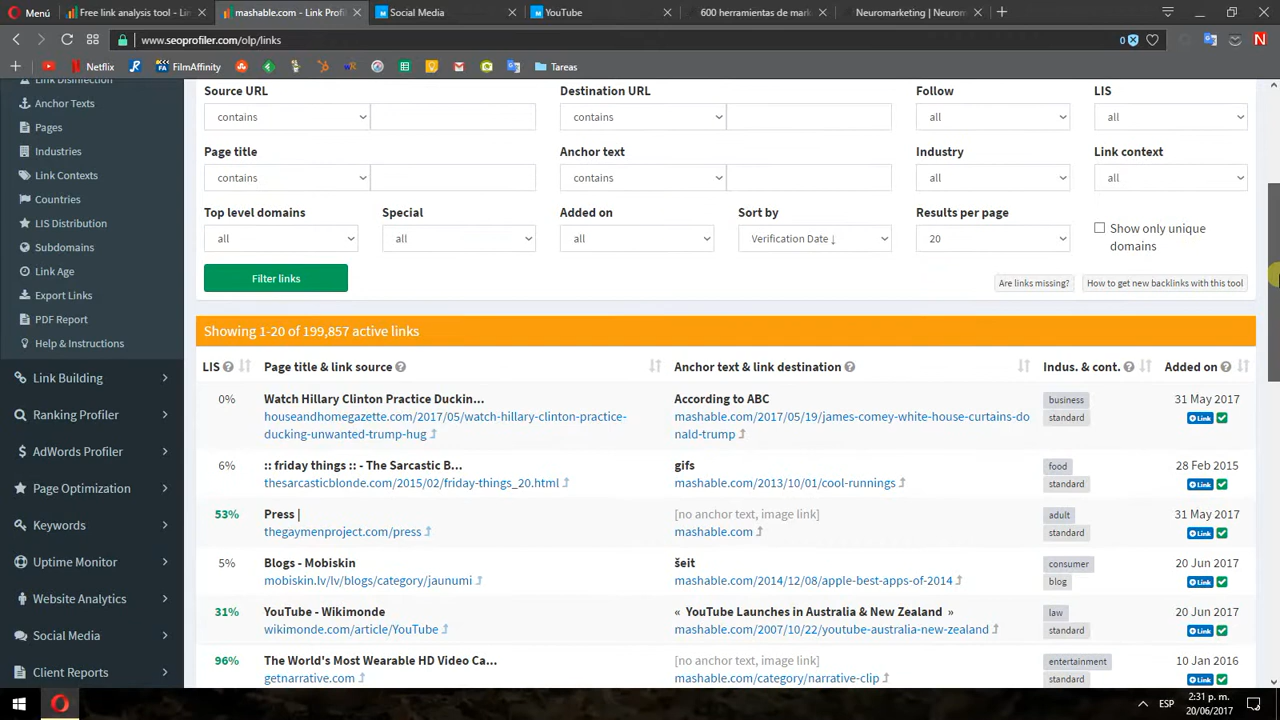 Menú
Free link analysis tool - Lin
mashable.com – Link Profi
Social Media
YouTube
600 herramientas de mark
Neuromarketing | Neurom
www.seoprofiler.com/olp/links
0
Netflix
FilmAffinity
Tareas
Link Disinfection
Anchor Texts
Pages
Industries
Link Contexts
Countries
LIS Distribution
Subdomains
Link Age
Export Links
PDF Report
Help & Instructions
Link Building
Ranking Profiler
AdWords Profiler
Page Optimization
Keywords
Uptime Monitor
Website Analytics
Social Media
Client Reports
Source URL
Destination URL
Follow
LIS
contains
contains
all
all
Page title
Anchor text
Industry
Link context
contains
contains
all
all
Top level domains
Special
Added on
Sort by
Results per page
Show only unique
domains
all
all
all
Verification Date ↓
20
Filter links
Are links missing?
How to get new backlinks with this tool
Showing 1-20 of 199,857 active links
LIS
Page title & link source
Anchor text & link destination
Indus. & cont.
Added on
0%
Watch Hillary Clinton Practice Duckin...
According to ABC
business
31 May 2017
houseandhomegazette.com/2017/05/watch-hillary-clinton-practice-
ducking-unwanted-trump-hug
mashable.com/2017/05/19/james-comey-white-house-curtains-do
nald-trump
standard
Link
6%
:: friday things :: - The Sarcastic B...
gifs
food
28 Feb 2015
thesarcasticblonde.com/2015/02/friday-things_20.html
mashable.com/2013/10/01/cool-runnings
standard
Link
53%
Press |
[no anchor text, image link]
adult
31 May 2017
thegaymenproject.com/press
mashable.com
standard
Link
5%
Blogs - Mobiskin
šeit
consumer
20 Jun 2017
mobiskin.lv/lv/blogs/category/jaunumi
mashable.com/2014/12/08/apple-best-apps-of-2014
blog
Link
31%
YouTube - Wikimonde
« YouTube Launches in Australia & New Zealand »
law
20 Jun 2017
wikimonde.com/article/YouTube
mashable.com/2007/10/22/youtube-australia-new-zealand
standard
Link
96%
The World's Most Wearable HD Video Ca...
[no anchor text, image link]
entertainment
10 Jan 2016
getnarrative.com
mashable.com/category/narrative-clip
standard
Link
ESP
2:31 p. m.
20/06/2017